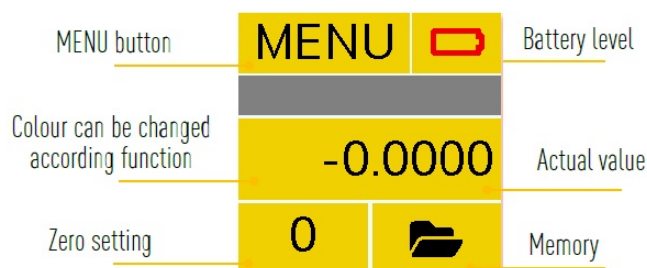 MENU button
MENU
Battery level
Colour can be changed
according function
-0.0000
Actual value
Zero setting
0
Memory